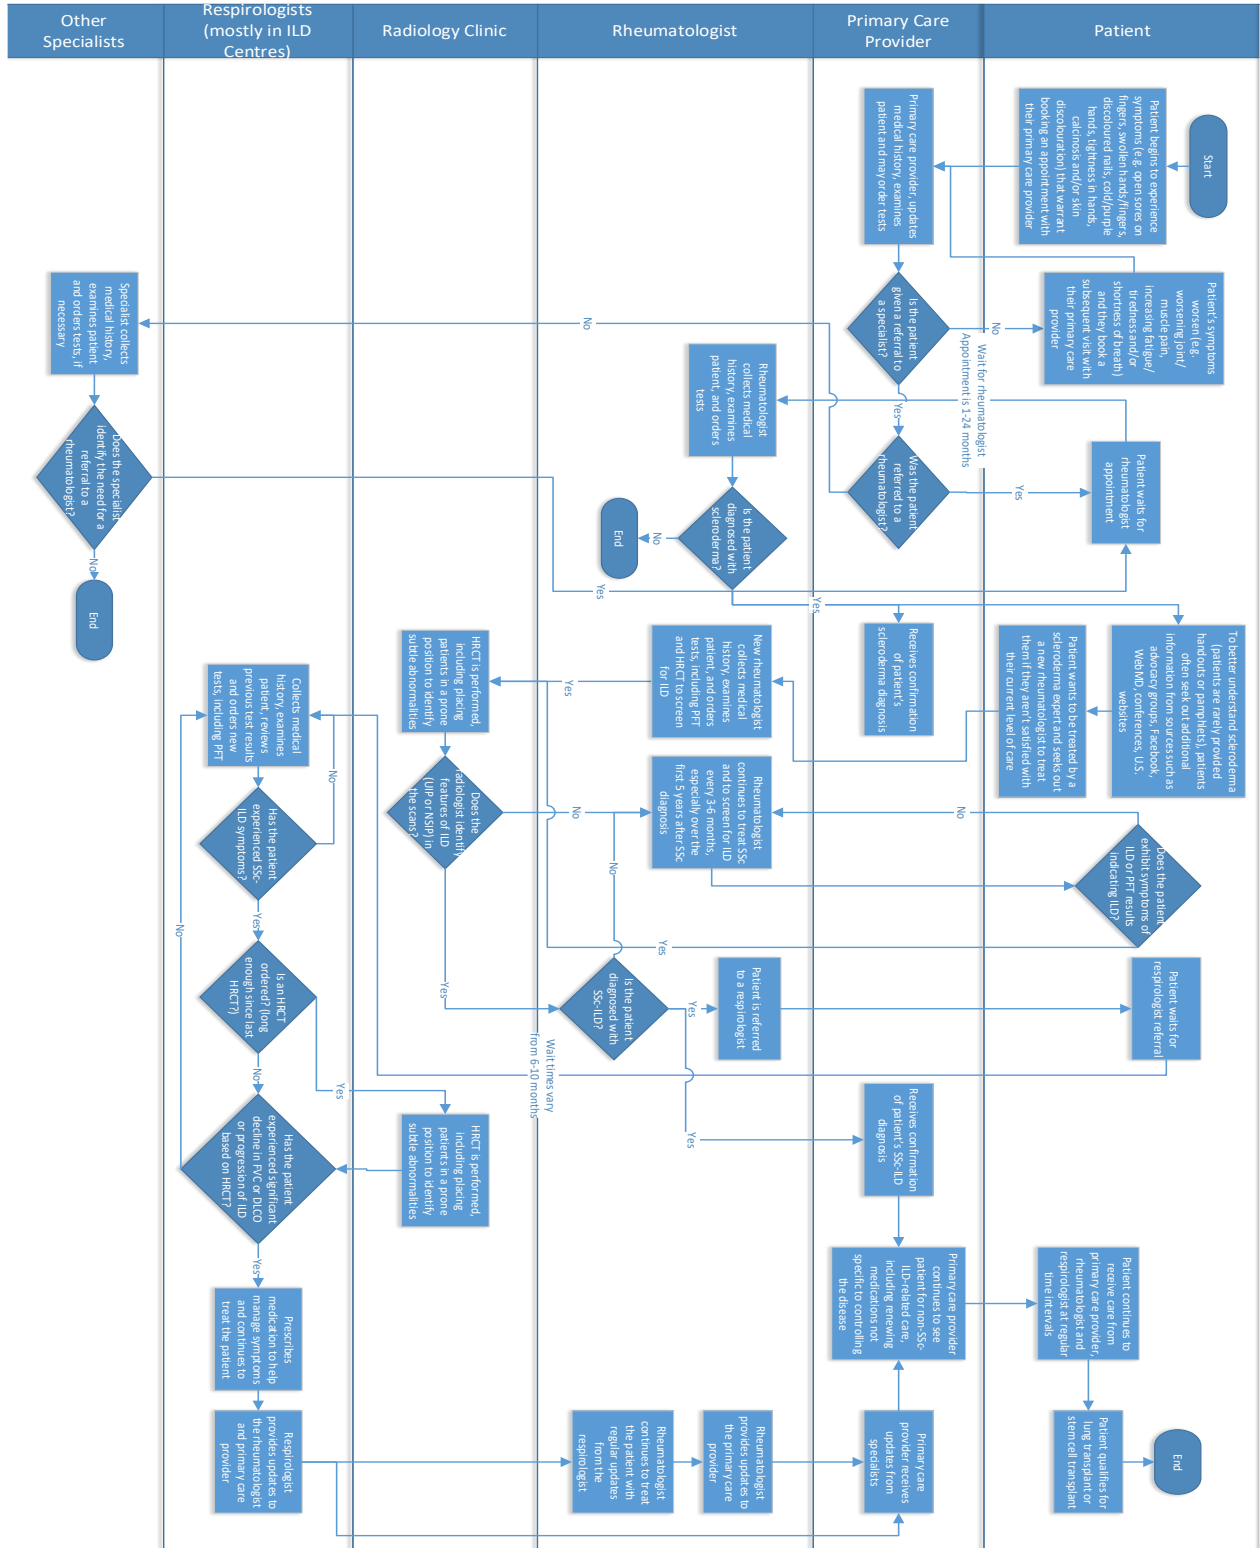 Other
Specialists
Respirologists
(mostly in ILD
Centres)
Radiology Clinic
Rheumatologist
Primary Care
Provider
Patient
Start
Patient begins to experience
symptoms (e.g. open sores on
fingers, swollen hands/fingers,
discoloured nails, cold/purple
hands, tightness in hands,
calcinosis and/or skin
discolouration) that warrant
booking an appointment with
their primary care provider
Primary care provider, updates
medical history, examines
patient and may order tests
Is the patient
given a referral to
a specialist?
No
Patient's symptoms
worsen (e.g.
worsening joint/
muscle pain,
increasing fatigue/
tiredness and/or
shortness of breath)
and they book a
subsequent visit with
their primary care
provider
Yes
Was the patient
referred to a
rheumatologist?
Yes
No
Wait for rheumatologist
Appointment is 1-24 months
Patient waits for
rheumatologist
appointment
Specialist collects
medical history,
examines patient
and orders tests, if
necessary
Does the specialist
identify the need for a
referral to a
rheumatologist?
No
End
Yes
Rheumatologist
collects medical
history, examines
patient, and orders
tests
Is the patient
diagnosed with
scleroderma?
No
End
Yes
Receives confirmation
of patient's
scleroderma diagnosis
To better understand scleroderma
(patients are rarely provided
handouts or pamphlets), patients
often seek out additional
information from sources such as
advocacy groups, Facebook,
WebMD, conferences, U.S.
websites
Patient wants to be treated by a
scleroderma expert and seeks out
a new rheumatologist to treat
them if they aren't satisfied with
their current level of care
New rheumatologist
collects medical
history, examines
patient, and orders
tests, including PFT
and HRCT to screen
for ILD
Yes
HRCT is performed,
including placing
patients in a prone
position to identify
subtle abnormalities
Does the
radiologist identify
features of ILD
(UIP or NSIP) in
the scans?
No
Yes
Rheumatologist
continues to treat SSc
and to screen for ILD
every 3-6 months,
especially over the
first 5 years after SSc
diagnosis
No
Does the patient
exhibit symptoms of
ILD or PFT results
indicating ILD?
Yes
Is the patient
diagnosed with
SSc-ILD?
No
Yes
Patient is referred
to a respirologist
Patient waits for
respirologist referral
Yes
Wait times vary
from 6-10 months
Collects medical
history, examines
patient, reviews
previous test results
and orders new
tests, including PFT
Has the patient
experienced SSc-
ILD symptoms?
No
Yes
Is an HRCT
ordered? (long
enough since last
HRCT?)
Yes
No
HRCT is performed,
including placing
patients in a prone
position to identify
subtle abnormalities
Has the patient
experienced significant
decline in FVC or DLCO
or progression of ILD
based on HRCT?
No
Yes
Prescribes
medication to help
manage symptoms
and continues to
treat the patient
Respirologist
provides updates to
the rheumatologist
and primary care
provider
Rheumatologist
continues to treat
the patient with
regular updates
from the
respirologist
Rheumatologist
provides updates to
the primary care
provider
Primary care
provider receives
updates from
specialists
Receives confirmation
of patient's SSc-ILD
diagnosis
Primary care provider
continues to see
patient for non-SSc-
ILD-related care,
including renewing
medications not
specific to controlling
the disease
Patient continues to
receive care from
primary care provider,
rheumatologist and
respirologist at regular
time intervals
Patient qualifies for
lung transplant or
stem cell transplant
End